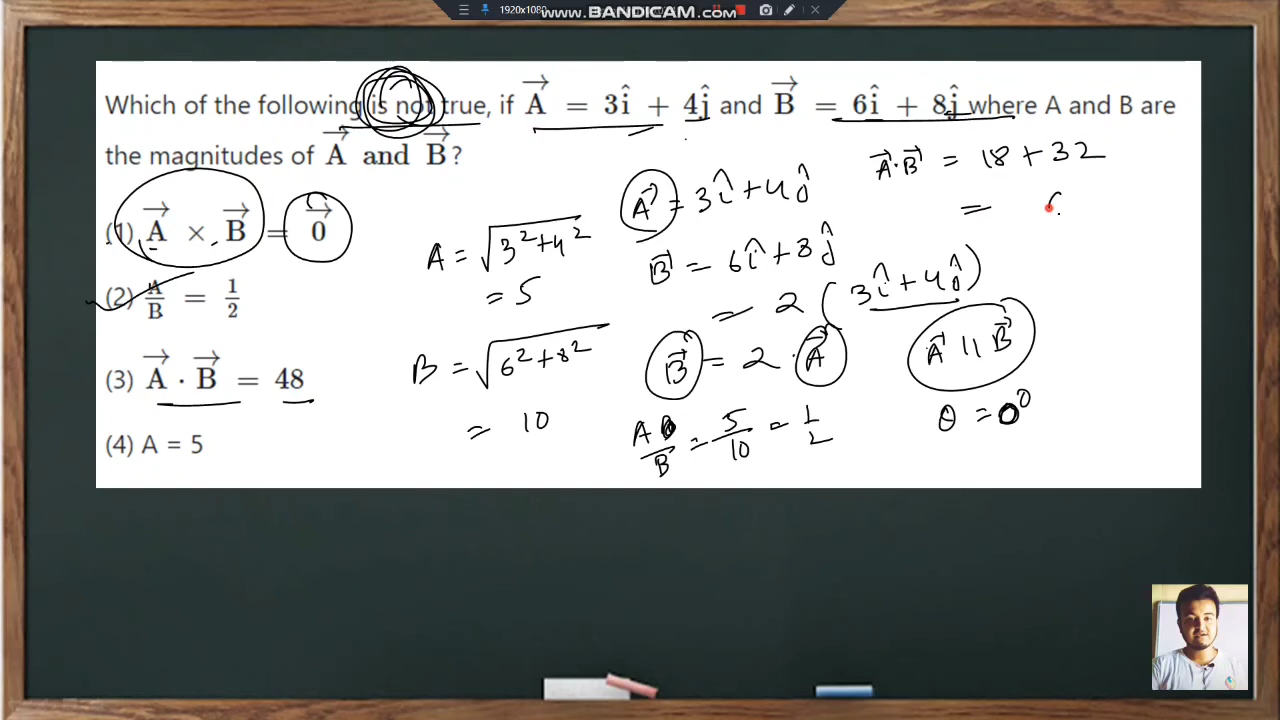 1920x1080
www.BANDICAM.com
Which of the following is not true, if A = 3î + 4ĵ and B = 6î + 8ĵ where A and B are
the magnitudes of A and B?
(1) A × B = 0
(2) A/B = 1/2
(3) A · B = 48
(4) A = 5
A = √3²+4²
= 5
B = √6²+8²
= 10
A = 3î+4ĵ
B = 6î+8ĵ
= 2 (3î+4ĵ)
B = 2 · A
A/B = 5/10 = 1/2
A·B = 18+32
=
A || B
θ = 0°